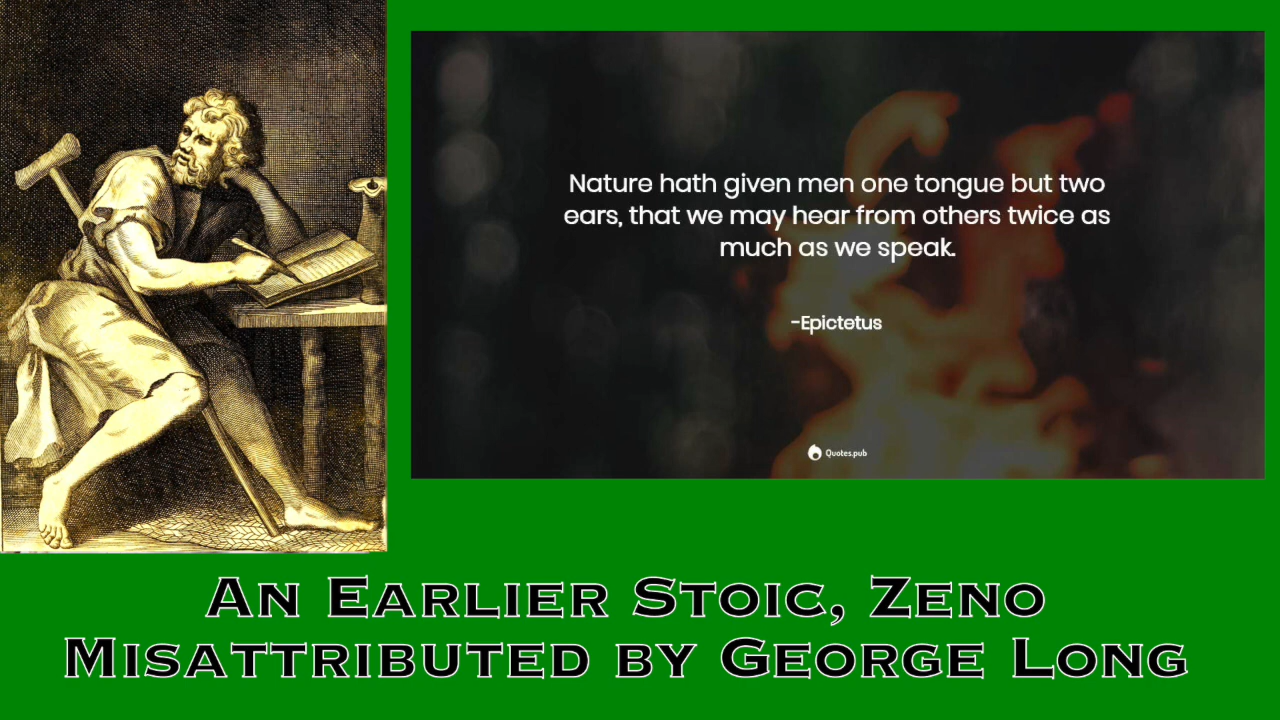 Nature hath given men one tongue but two
ears, that we may hear from others twice as
much as we speak.
-Epictetus
Quotes.pub
An Earlier Stoic, Zeno
Misattributed by George Long